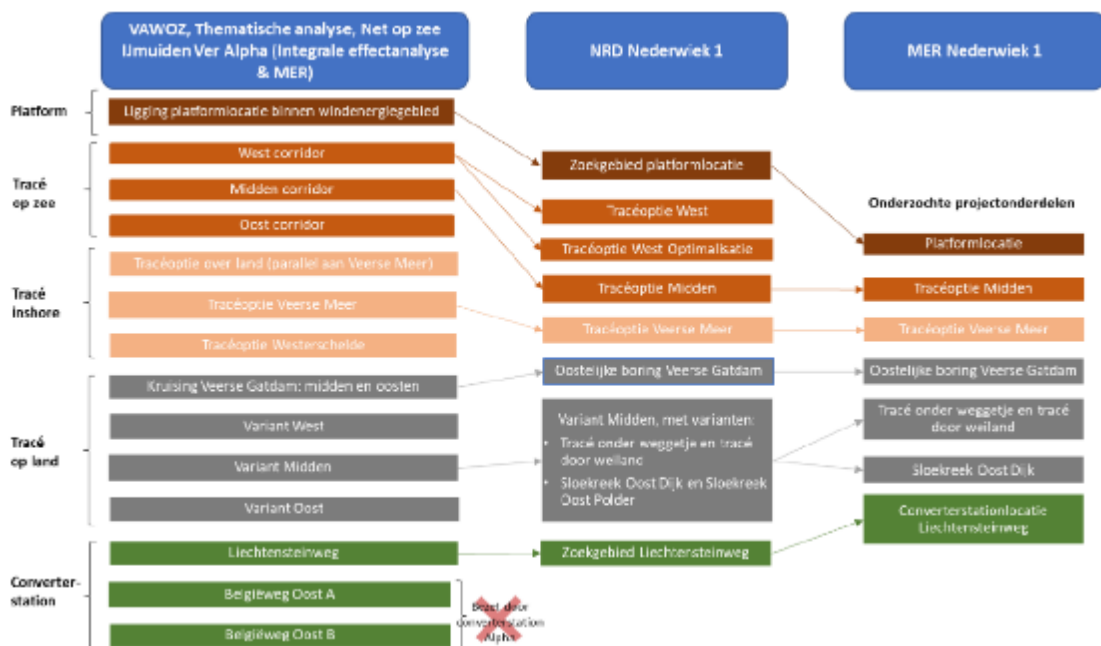 VAWOZ, Thematische analyse, Net op zee
IJmuiden Ver Alpha (Integrale effectanalyse
& MER)
NRD Nederwiek 1
MER Nederwiek 1
Platform
Ligging platformlocatie binnen windenergiegebied
Zoekgebied platformlocatie
Onderzochte projectonderdelen
Platformlocatie
Tracé
op zee
West corridor
Midden corridor
Oost corridor
Tracéoptie West
Tracéoptie West Optimalisatie
Tracéoptie Midden
Tracéoptie Midden
Tracé
inshore
Tracéoptie over land (parallel aan Veerse Meer)
Tracéoptie Veerse Meer
Tracéoptie Westerschelde
Tracéoptie Veerse Meer
Tracéoptie Veerse Meer
Tracé
op land
Kruising Veerse Gatdam: midden en oosten
Variant West
Variant Midden
Variant Oost
Oostelijke boring Veerse Gatdam
Variant Midden, met varianten:
• Tracé onder weggetje en tracé
door weiland
• Sloekreek Oost Dijk en Sloekreek
Oost Polder
Oostelijke boring Veerse Gatdam
Tracé onder weggetje en tracé
door weiland
Sloekreek Oost Dijk
Converter-
station
Liechtensteinweg
Belgiëweg Oost A
Belgiëweg Oost B
Bezet door
converterstation
Alpha
Zoekgebied Liechtensteinweg
Converterstationlocatie
Liechtensteinweg